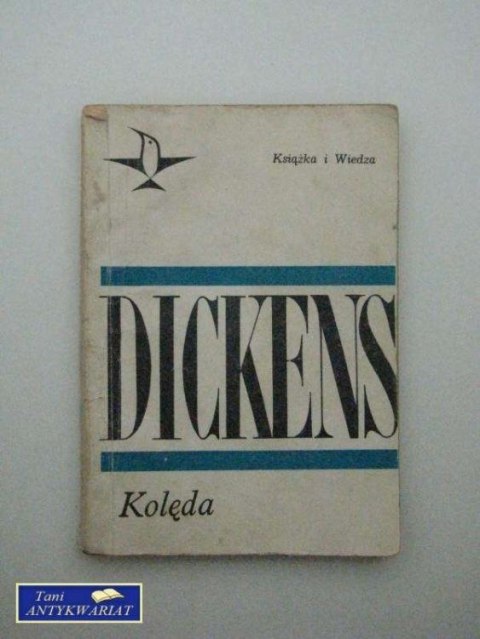 Książka i Wiedza
DICKENS
Kolęda
Tani
ANTYKWARIAT